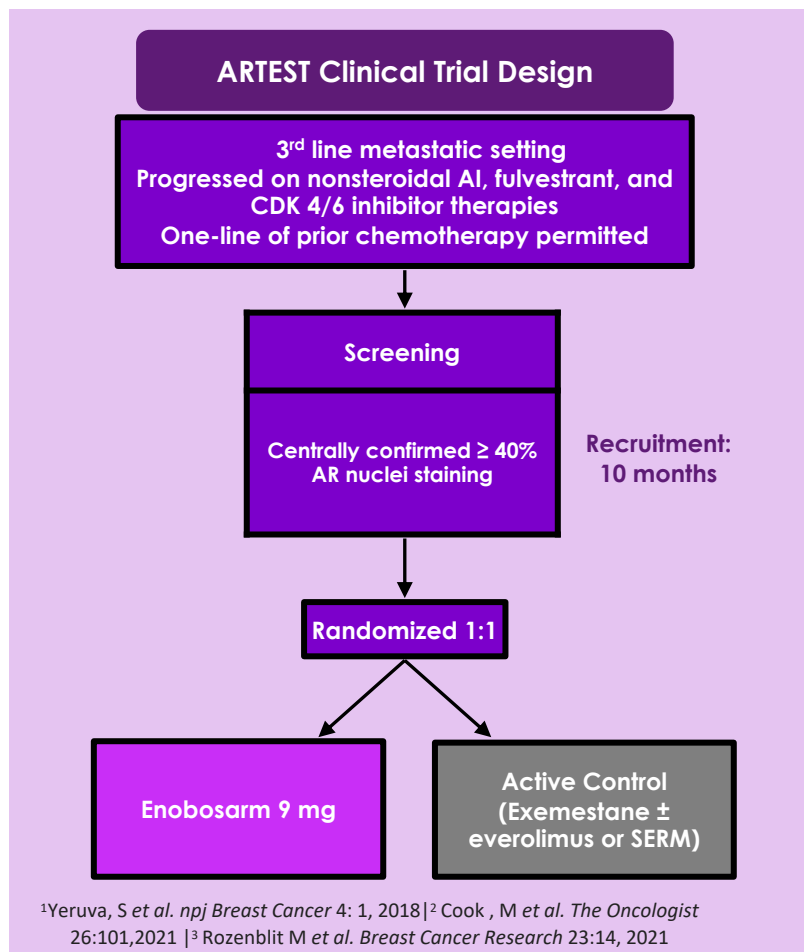 ARTEST Clinical Trial Design
3rd line metastatic setting
Progressed on nonsteroidal AI, fulvestrant, and
CDK 4/6 inhibitor therapies
One-line of prior chemotherapy permitted
Screening
Centrally confirmed ≥ 40%
AR nuclei staining
Recruitment:
10 months
Randomized 1:1
Enobosarm 9 mg
Active Control
(Exemestane ±
everolimus or SERM)
1Yeruva, S et al. npj Breast Cancer 4: 1, 2018|2 Cook , M et al. The Oncologist
26:101,2021 |3 Rozenblit M et al. Breast Cancer Research 23:14, 2021